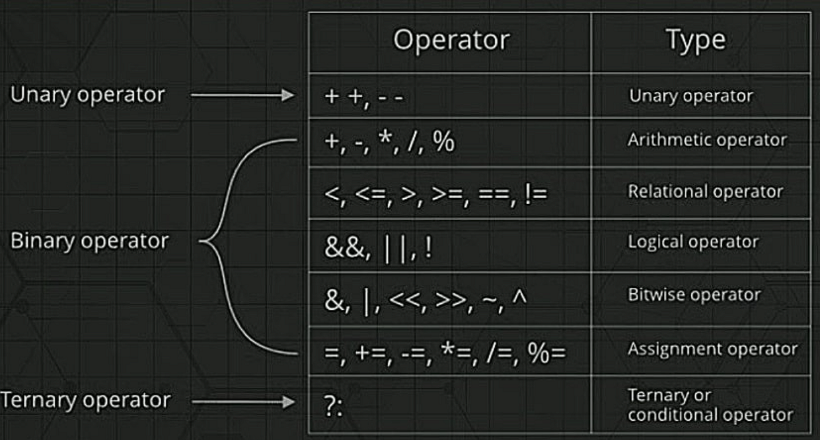 Operator Type
Unary operator + +, - - Unary operator
+, -, *, /, % Arithmetic operator
<, <=, >, >=, ==, != Relational operator
Binary operator &&, ||, ! Logical operator
&, |, <<, >>, ~, ^ Bitwise operator
=, +=, -=, *=, /=, %= Assignment operator
Ternary operator ?: Ternary or
conditional operator